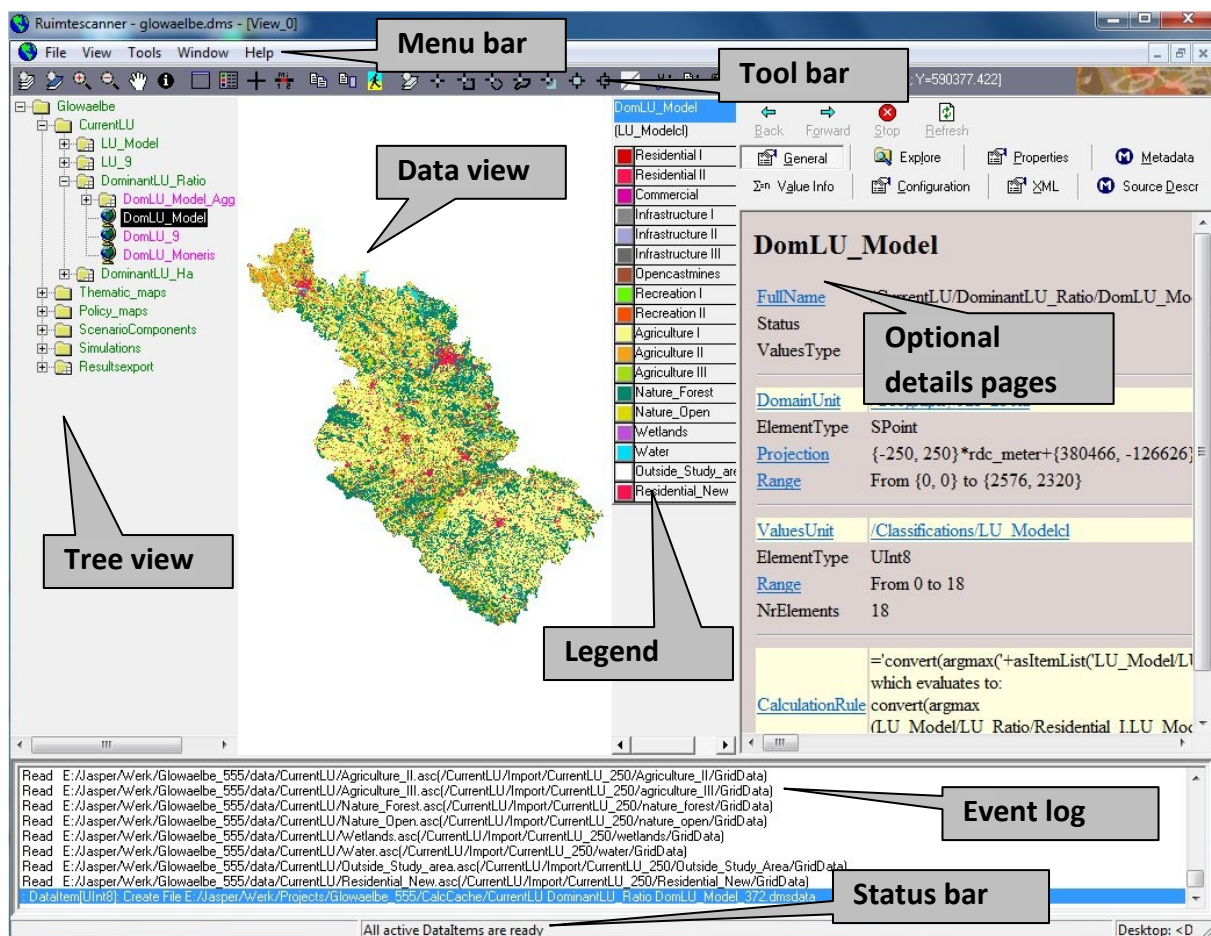 Ruimtescanner - glowaelbe.dms - [View_0]
File View Tools Window Help
Menu bar
Tool bar
; Y=590377.422]
Glowaelbe
CurrentLU
LU_Model
LU_9
DominantLU_Ratio
DomLU_Model_Agg
DomLU_Model
DomLU_9
DomLU_Moneris
DominantLU_Ha
Thematic_maps
Policy_maps
ScenarioComponents
Simulations
Resultsexport
Tree view
Data view
DomLU_Model
(LU_Modelcl)
Residential I
Residential II
Commercial
Infrastructure I
Infrastructure II
Infrastructure III
Opencastmines
Recreation I
Recreation II
Agriculture I
Agriculture II
Agriculture III
Nature_Forest
Nature_Open
Wetlands
Water
Outside_Study_are
Residential_New
Legend
Back Forward Stop Refresh
General Explore Properties Metadata
Value Info Configuration XML Source Descr
DomLU_Model
FullName /CurrentLU/DominantLU_Ratio/DomLU_Mo
Status
ValuesType
Optional
details pages
DomainUnit
ElementType SPoint
Projection {-250, 250}*rdc_meter+{380466, -126626}
Range From {0, 0} to {2576, 2320}
ValuesUnit /Classifications/LU_Modelcl
ElementType UInt8
Range From 0 to 18
NrElements 18
='convert(argmax('+asItemList('LU_Model/LU
which evaluates to:
CalculationRule convert(argmax
(LU_Model/LU_Ratio/Residential_I,LU_Moc
Read E:/Jasper/Werk/Glowaelbe_555/data/CurrentLU/Agriculture_II.asc(/CurrentLU/Import/CurrentLU_250/Agriculture_II/GridData)
Read E:/Jasper/Werk/Glowaelbe_555/data/CurrentLU/Agriculture_III.asc(/CurrentLU/Import/CurrentLU_250/agriculture_III/GridData)
Read E:/Jasper/Werk/Glowaelbe_555/data/CurrentLU/Nature_Forest.asc(/CurrentLU/Import/CurrentLU_250/nature_forest/GridData)
Read E:/Jasper/Werk/Glowaelbe_555/data/CurrentLU/Nature_Open.asc(/CurrentLU/Import/CurrentLU_250/nature_open/GridData)
Read E:/Jasper/Werk/Glowaelbe_555/data/CurrentLU/Wetlands.asc(/CurrentLU/Import/CurrentLU_250/wetlands/GridData)
Read E:/Jasper/Werk/Glowaelbe_555/data/CurrentLU/Water.asc(/CurrentLU/Import/CurrentLU_250/water/GridData)
Read E:/Jasper/Werk/Glowaelbe_555/data/CurrentLU/Outside_Study_area.asc(/CurrentLU/Import/CurrentLU_250/Outside_Study_Area/GridData)
Read E:/Jasper/Werk/Glowaelbe_555/data/CurrentLU/Residential_New.asc(/CurrentLU/Import/CurrentLU_250/Residential_New/GridData)
: DataItem[UInt8]: Create File E:/Jasper/Werk/Projects/Glowaelbe_555/CalcCache/CurrentLU DominantLU_Ratio DomLU_Model_372.dmsdata
Event log
Status bar
All active DataItems are ready
Desktop: <D